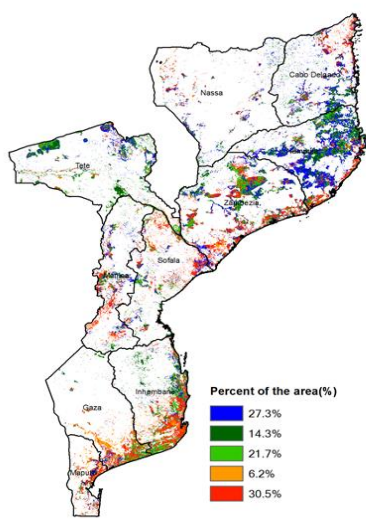 Cabo Delgado
Nassa
Tete
Zambezia
Sofala
Manica
Inhambane
Gaza
Maputo
Percent of the area(%)
27.3%
14.3%
21.7%
6.2%
30.5%